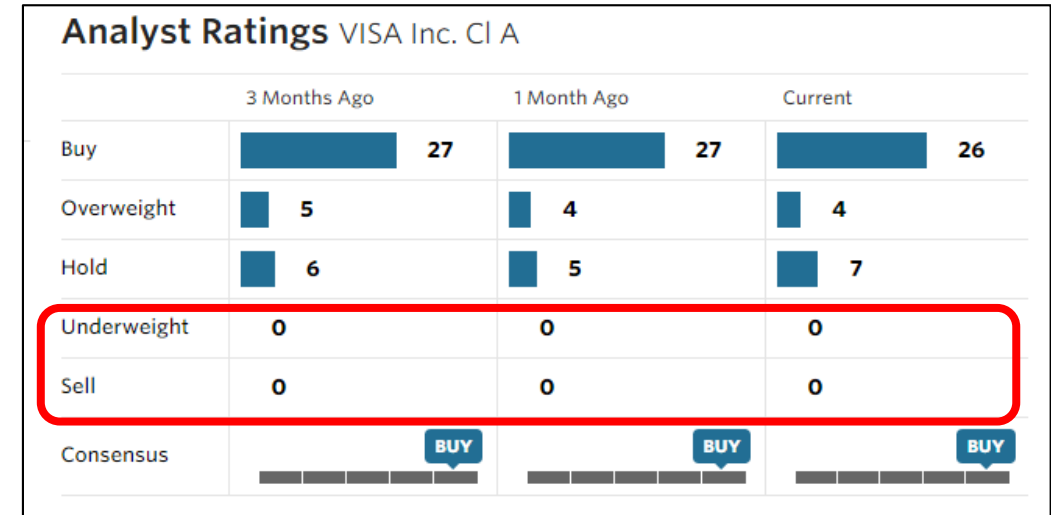 Analyst Ratings VISA Inc. Cl A
3 Months Ago 1 Month Ago Current
Buy 27 27 26
Overweight 5 4 4
Hold 6 5 7
Underweight 0 0 0
Sell 0 0 0
BUY BUY BUY
Consensus